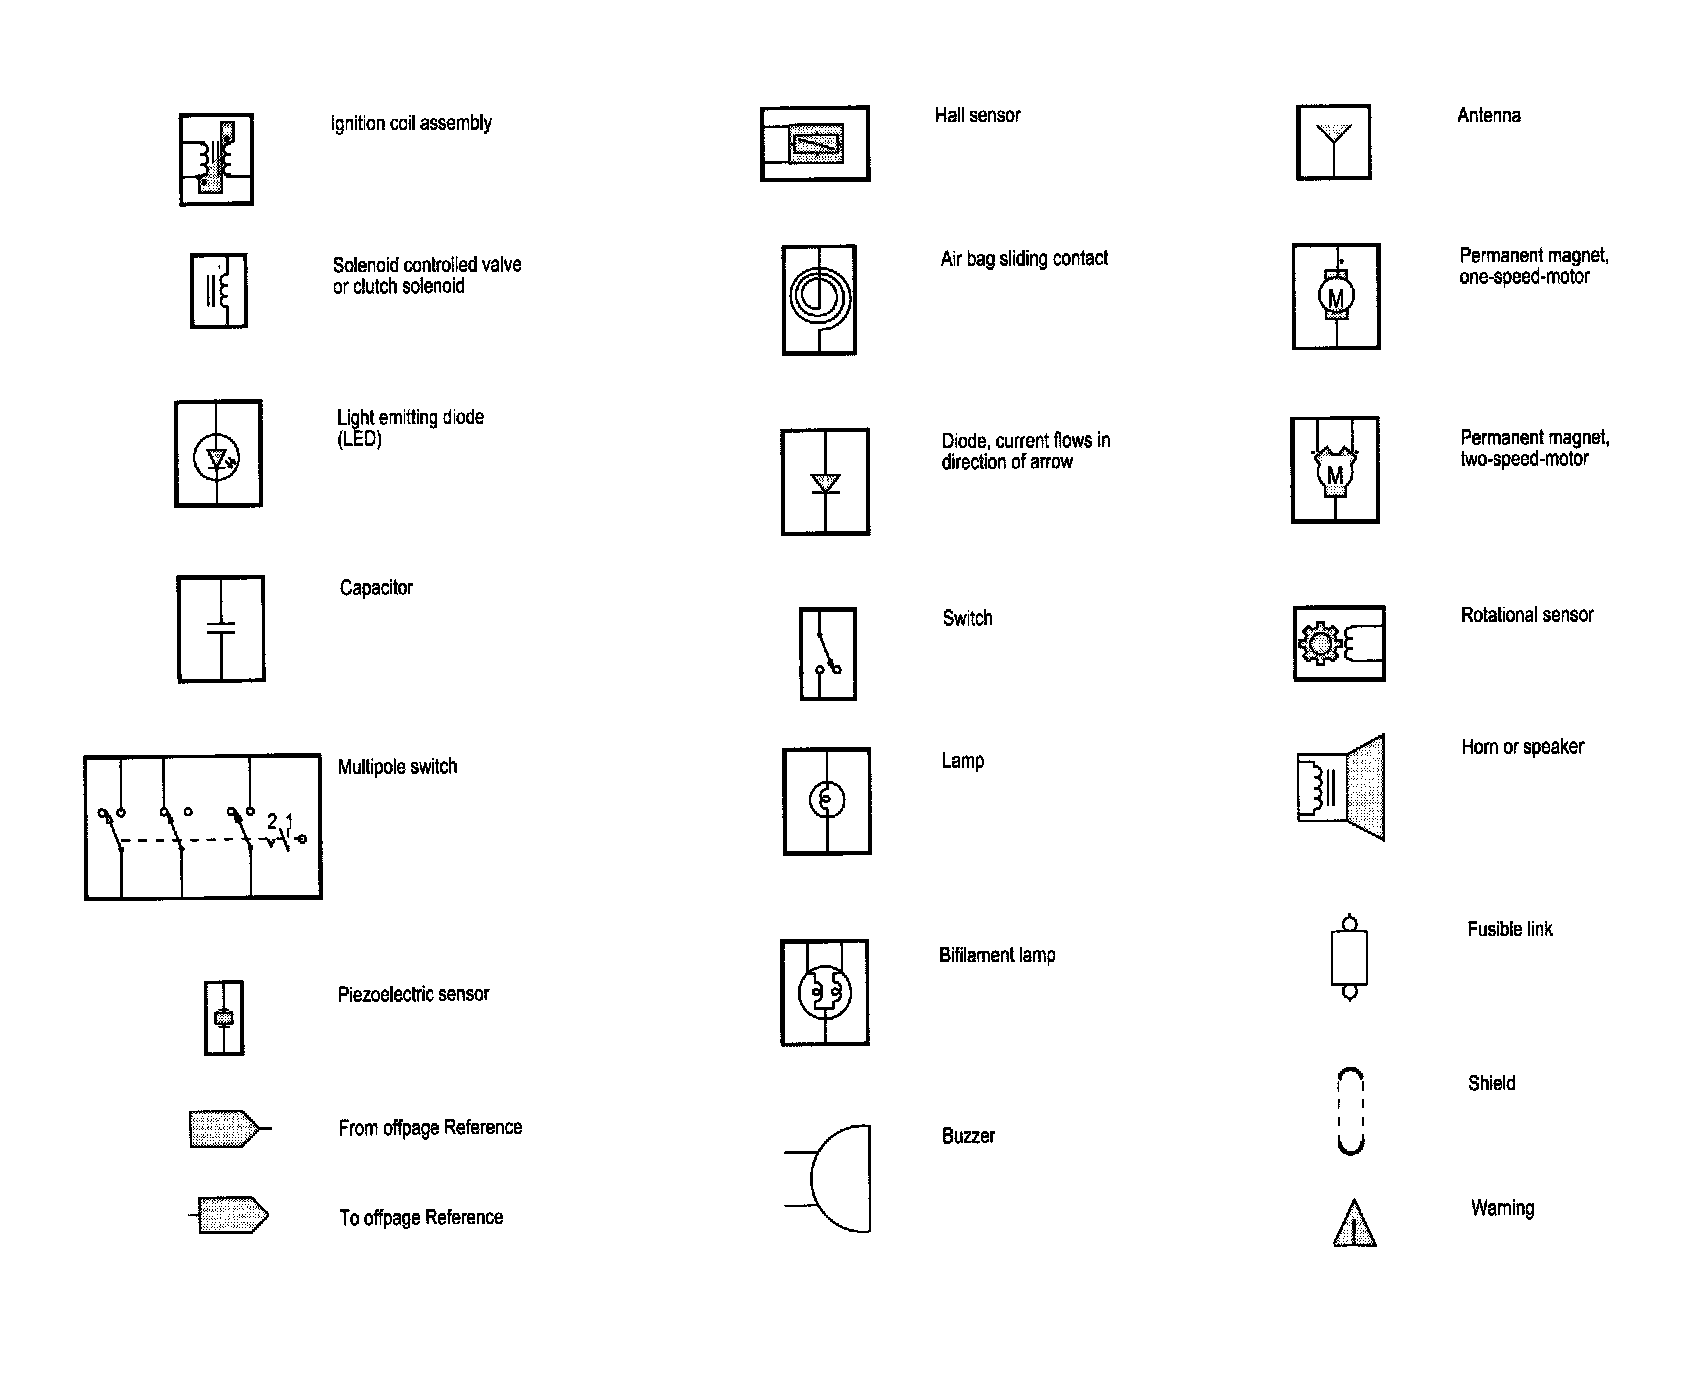 Ignition coil assembly
Solenoid controlled valve
or clutch solenoid
Light emitting diode
(LED)
Capacitor
2 1
Multipole switch
Piezoelectric sensor
From offpage Reference
To offpage Reference
Hall sensor
Air bag sliding contact
Diode, current flows in
direction of arrow
Switch
Lamp
Bifilament lamp
Buzzer
Antenna
M
Permanent magnet,
one-speed-motor
M
Permanent magnet,
two-speed-motor
Rotational sensor
Horn or speaker
Fusible link
Shield
Warning